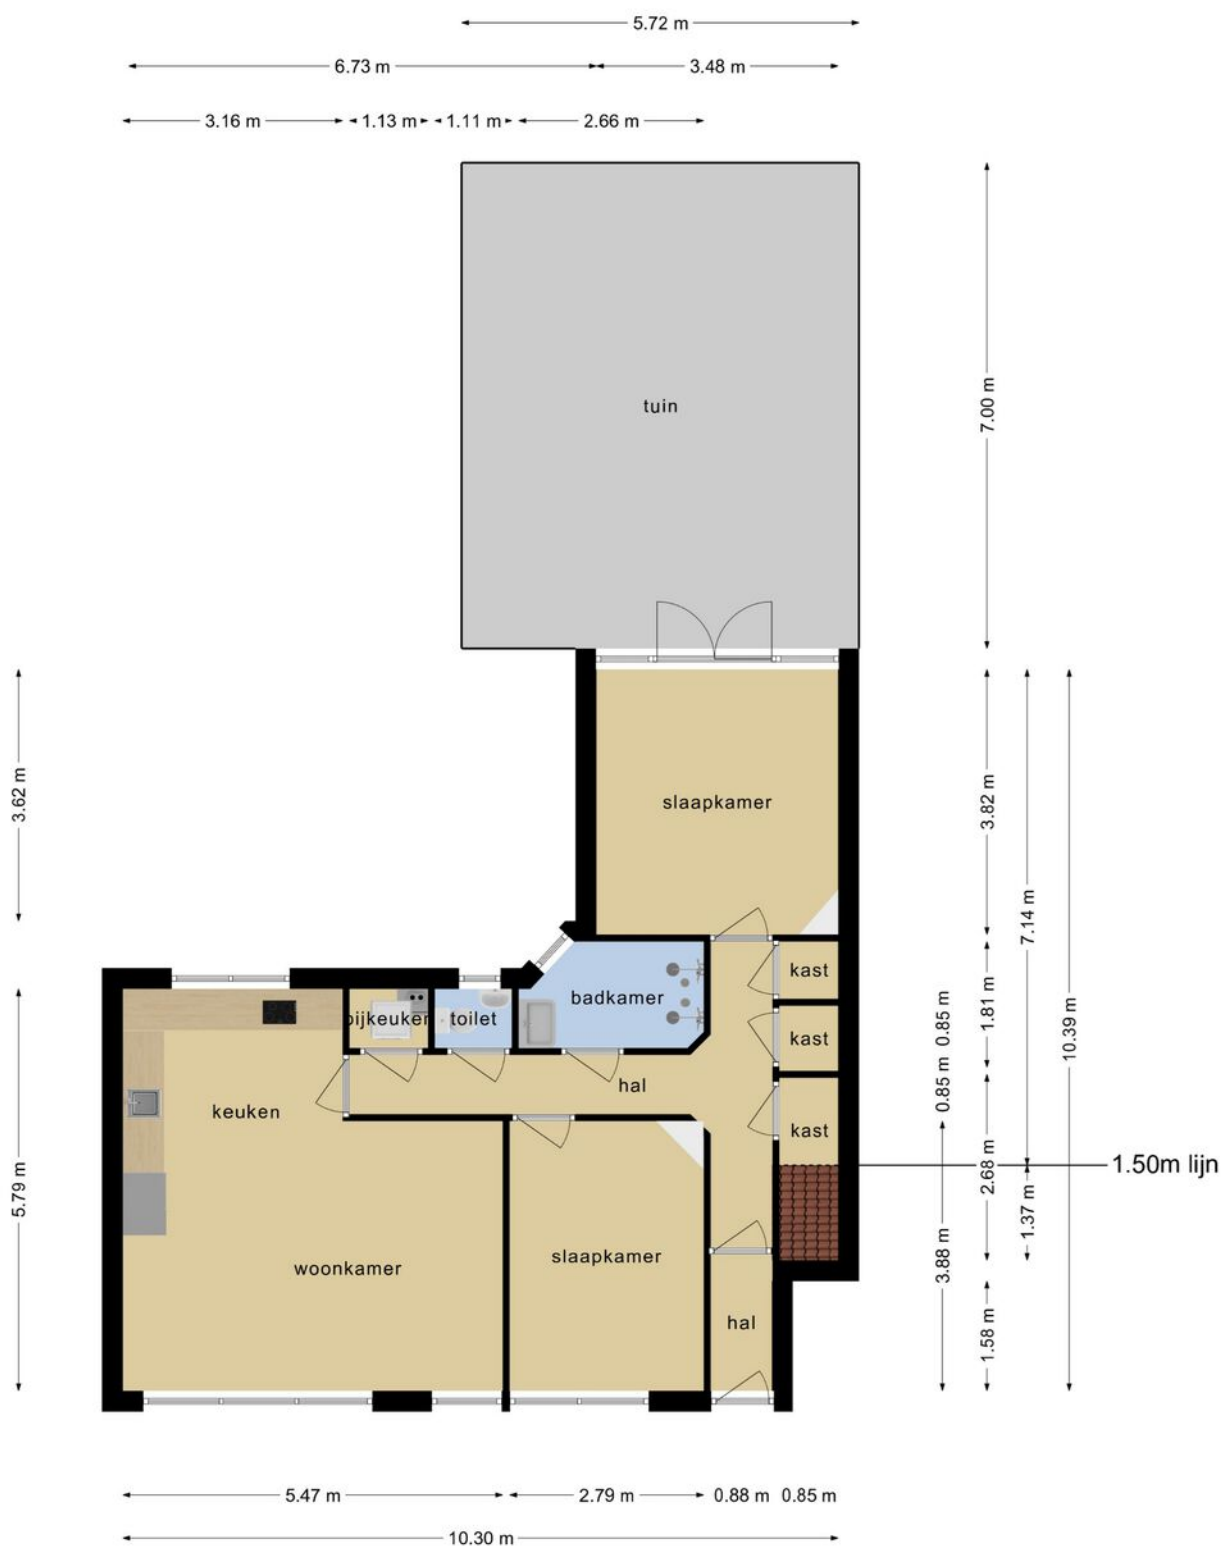 5.72 m
6.73 m
3.48 m
3.16 m
1.13 m
1.11 m
2.66 m
tuin
7.00 m
3.62 m
slaapkamer
3.82 m
7.14 m
10.39 m
kast
badkamer
bijkeuken
toilet
kast
1.81 m
0.85 m
0.85 m
hal
keuken
kast
2.68 m
1.50m lijn
5.79 m
1.37 m
slaapkamer
woonkamer
3.88 m
hal
1.58 m
5.47 m
2.79 m
0.88 m
0.85 m
10.30 m